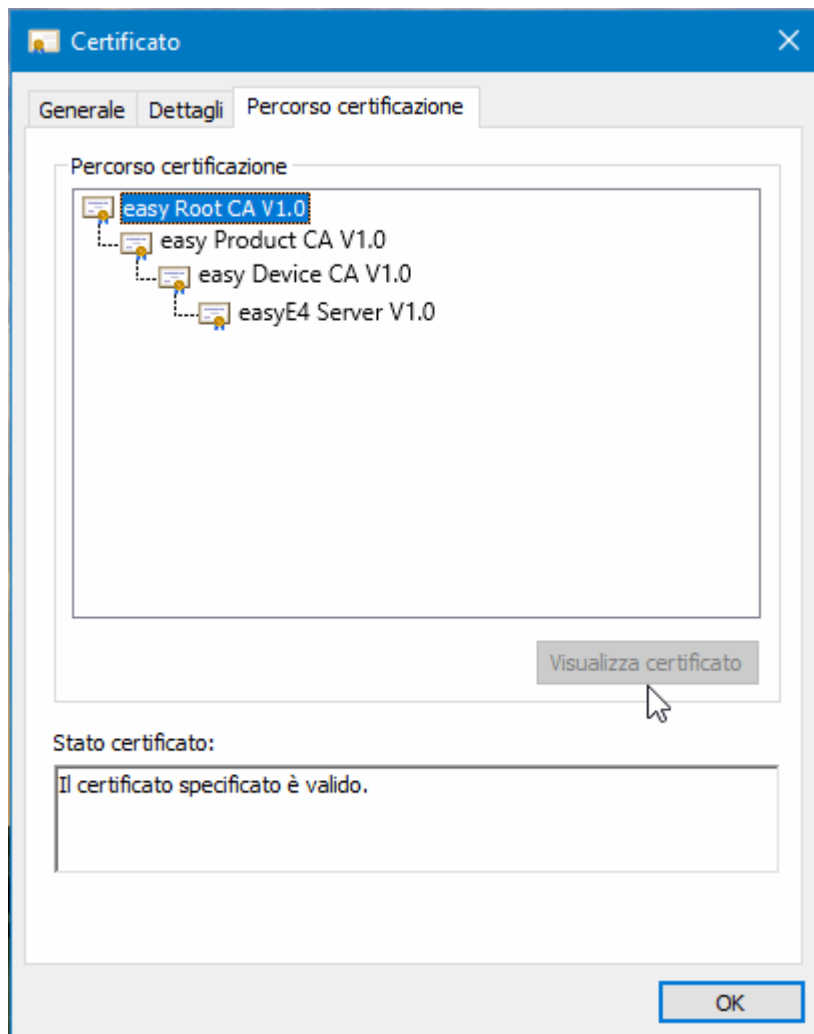 Certificato
Generale Dettagli Percorso certificazione
Percorso certificazione
easy Root CA V1.0
easy Product CA V1.0
easy Device CA V1.0
easyE4 Server V1.0
Visualizza certificato
Stato certificato:
Il certificato specificato è valido.
OK